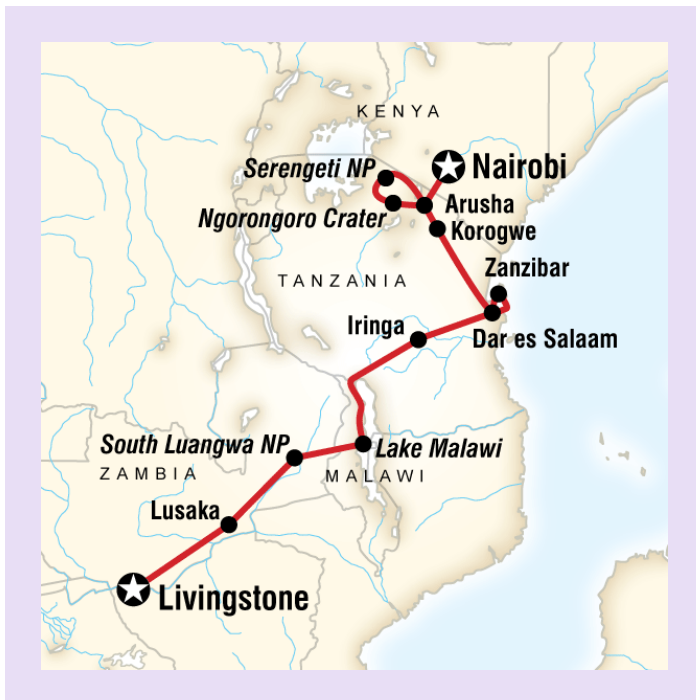 KENYA
Serengeti NP
Nairobi
Ngorongoro Crater
Arusha
Korogwe
Zanzibar
TANZANIA
Iringa
Dar es Salaam
South Luangwa NP
Lake Malawi
ZAMBIA
MALAWI
Lusaka
Livingstone